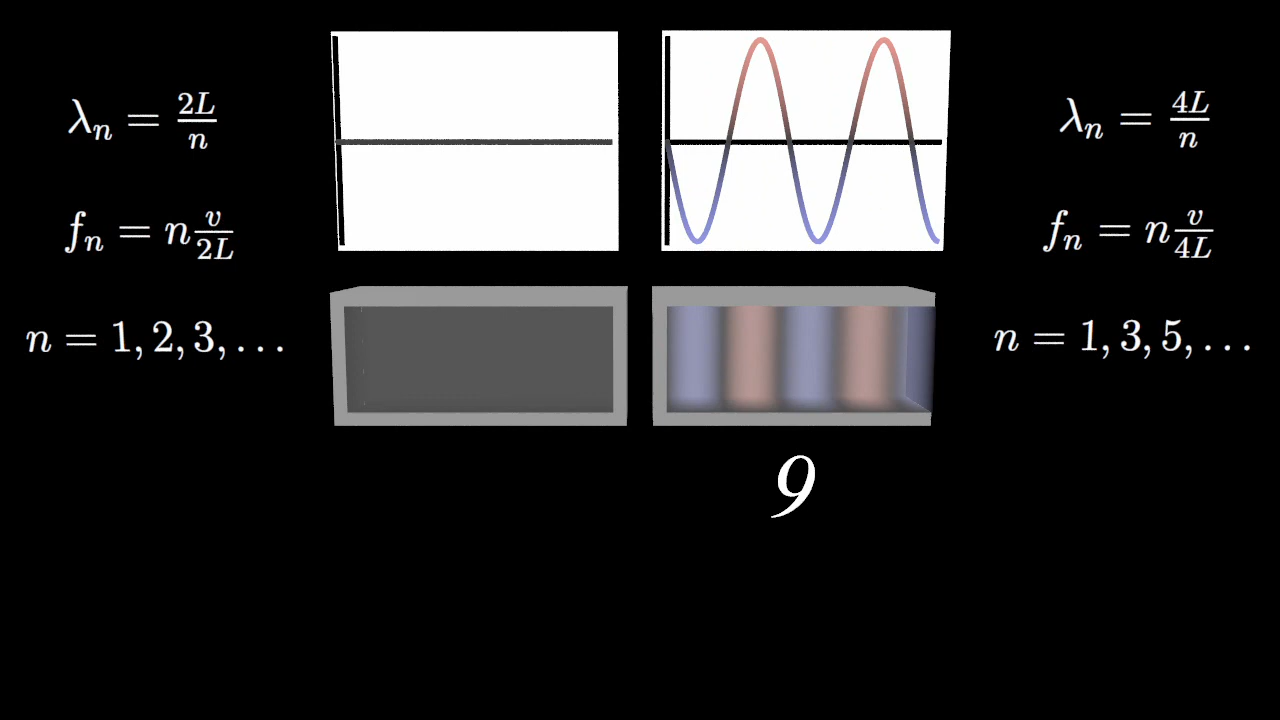 λₙ = 2L/n
fₙ = n v/2L
n = 1, 2, 3, . . .
λₙ = 4L/n
fₙ = n v/4L
n = 1, 3, 5, . . .
9